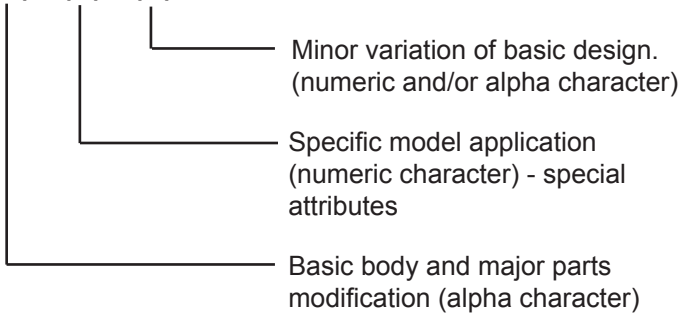 Minor variation of basic design.
(numeric and/or alpha character)
Specific model application
(numeric character) - special
attributes
Basic body and major parts
modification (alpha character)